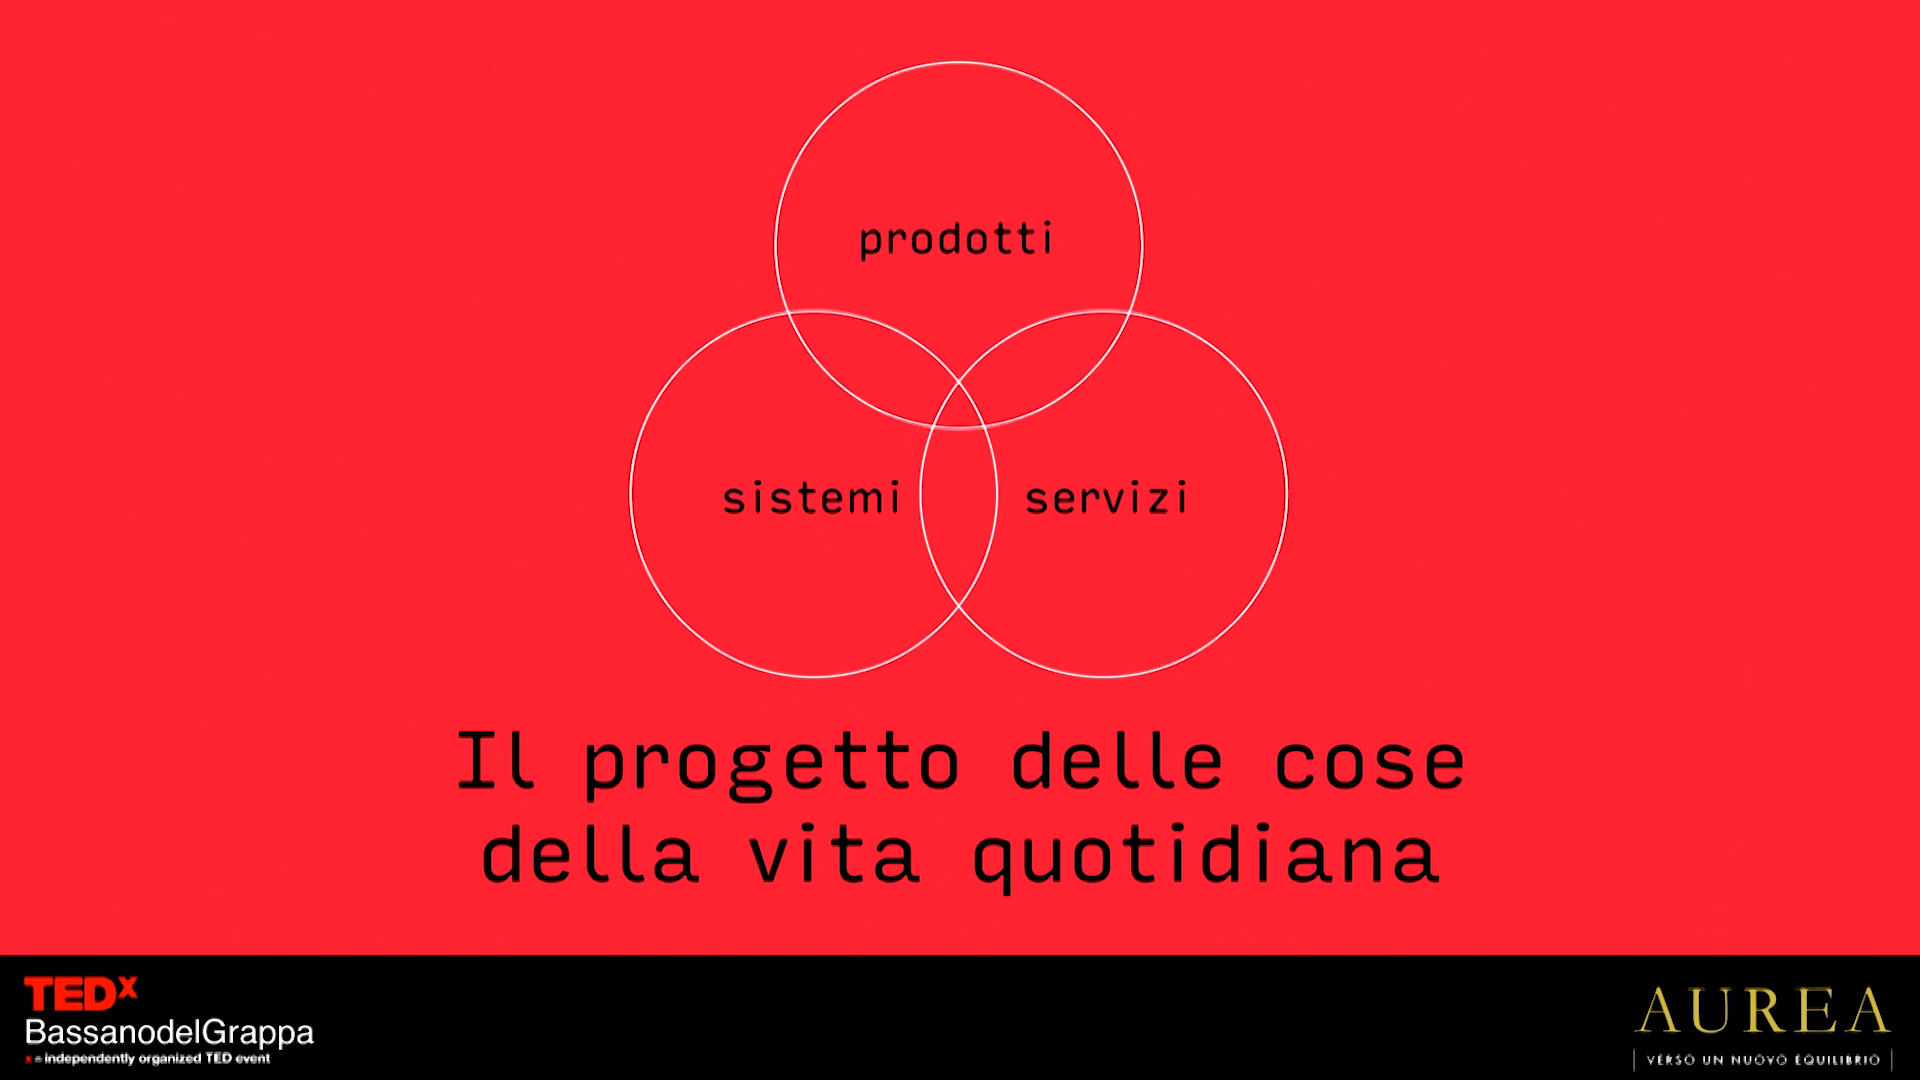 prodotti
sistemi
servizi
Il progetto delle cose
della vita quotidiana
TEDx
BassanodelGrappa
x = independently organized TED event
AUREA
VERSO UN NUOVO EQUILIBRIO